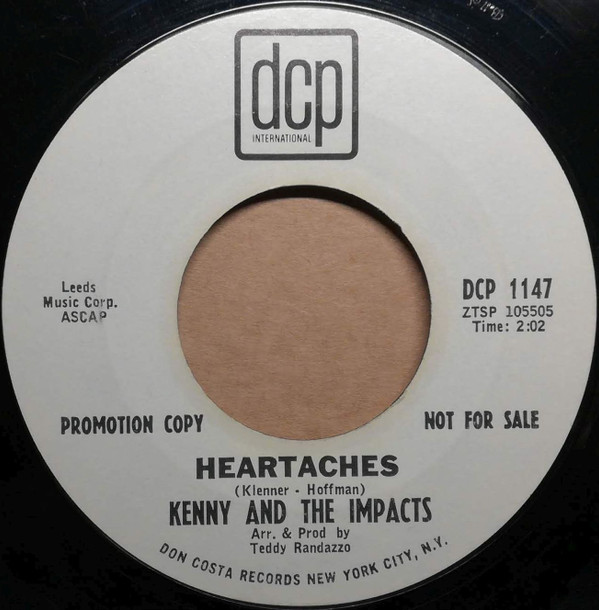 dcp
INTERNATIONAL
Leeds
Music Corp.
ASCAP
DCP 1147
ZTSP 105505
Time: 2:02
PROMOTION COPY
NOT FOR SALE
HEARTACHES
(Klenner - Hoffman)
KENNY AND THE IMPACTS
Arr. & Prod by
Teddy Randazzo
DON COSTA RECORDS NEW YORK CITY, N.Y.